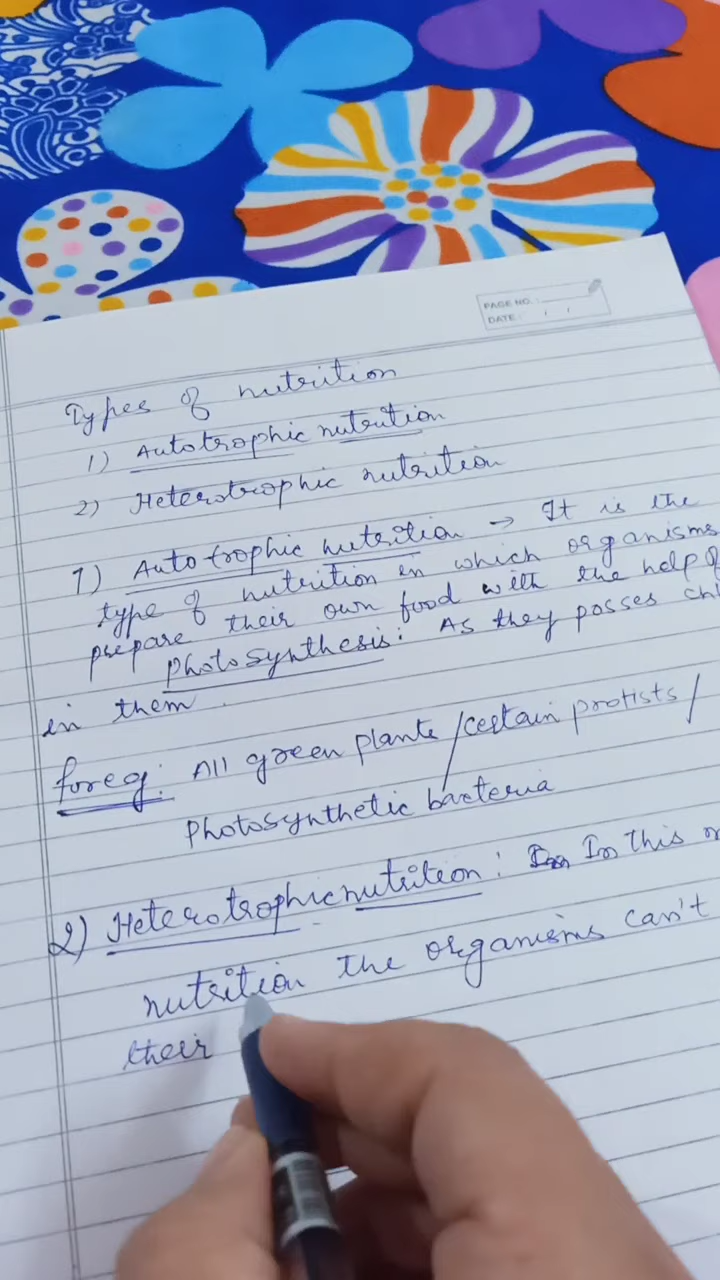 PAGE NO.:
DATE: / /
Types of nutrition
1) Autotrophic nutrition
2) Heterotrophic nutrition
1) Autotrophic nutrition → It is the
type of nutrition in which organisms
prepare their own food with the help of
photosynthesis: As they posses
in them.
foreg: All green plants / certain protists /
Photosynthetic bacteria
2) Heterotrophic nutrition: In this
nutrition the organisms can't
their